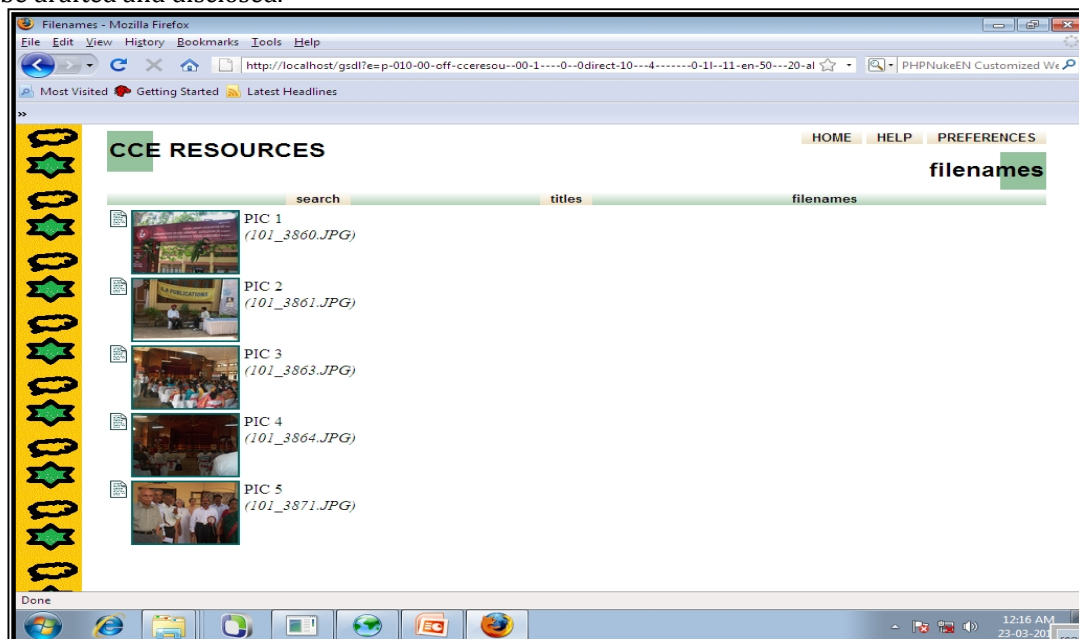 be drafted and disclosed.
Filenames - Mozilla Firefox
File Edit View History Bookmarks Tools Help
http://localhost/gsdl?e=p-010-00-off-cceresou--00-1----0--0direct-10---4-------0-1l--11-en-50---20-al
PHPNukeEN Customized We
Most Visited Getting Started Latest Headlines
»
HOME HELP PREFERENCES
CCE RESOURCES
filenames
search titles filenames
PIC 1
(101_3860.JPG)
PIC 2
(101_3861.JPG)
PUBLICATIONS
PIC 3
(101_3863.JPG)
PIC 4
(101_3864.JPG)
PIC 5
(101_3871.JPG)
Done
12:16 AM
23-03-201